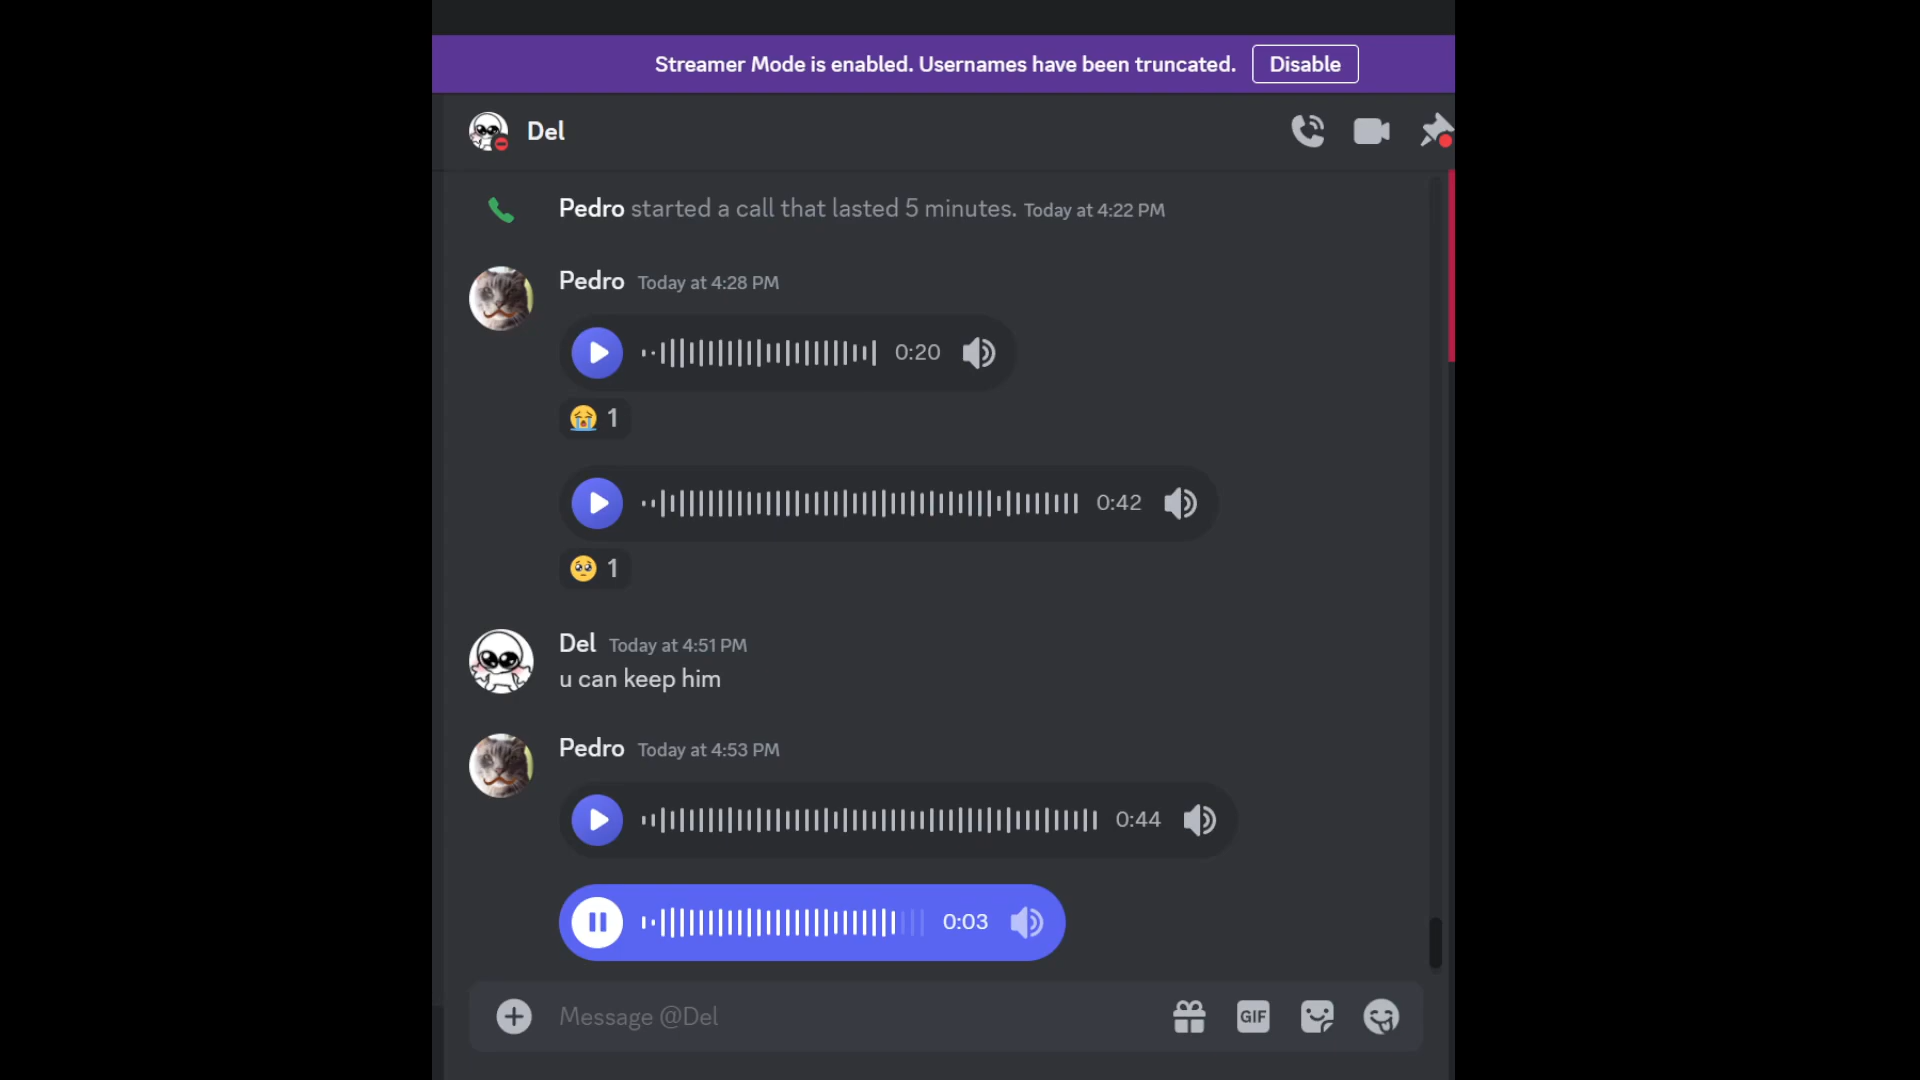 Streamer Mode is enabled. Usernames have been truncated. Disable
Del
Pedro started a call that lasted 5 minutes. Today at 4:22 PM
Pedro Today at 4:28 PM
0:20
1
0:42
1
Del Today at 4:51 PM
u can keep him
Pedro Today at 4:53 PM
0:44
0:03
Message @Del GIF